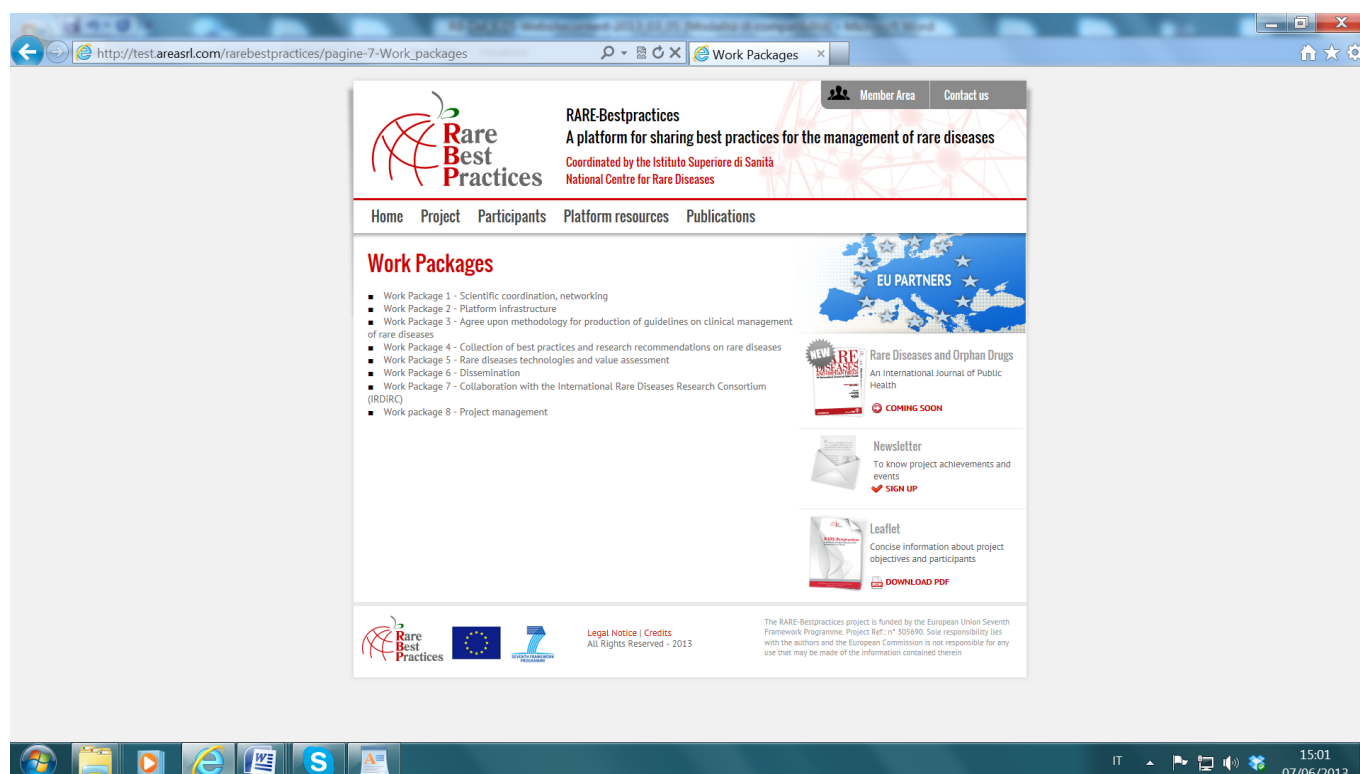 http://test.areasrl.com/rarebestpractices/pagine-7-Work_packages
Work Packages
Member Area
Contact us
Rare
Best
Practices
RARE-Bestpractices
A platform for sharing best practices for the management of rare diseases
Coordinated by the Istituto Superiore di Sanità
National Centre for Rare Diseases
Home Project Participants Platform resources Publications
Work Packages
Work Package 1 - Scientific coordination, networking
Work Package 2 - Platform infrastructure
Work Package 3 - Agree upon methodology for production of guidelines on clinical management
of rare diseases
Work Package 4 - Collection of best practices and research recommendations on rare diseases
Work Package 5 - Rare diseases technologies and value assessment
Work Package 6 - Dissemination
Work Package 7 - Collaboration with the International Rare Diseases Research Consortium
(IRDIRC)
Work package 8 - Project management
EU PARTNERS
NEW
RARE
DISEASES
Rare Diseases and Orphan Drugs
An International Journal of Public
Health
COMING SOON
Newsletter
To know project achievements and
events
SIGN UP
RARE-Bestpractices
Leaflet
Concise information about project
objectives and participants
PDF
DOWNLOAD PDF
Rare
Best
Practices
SEVENTH FRAMEWORK
PROGRAMME
Legal Notice | Credits
All Rights Reserved - 2013
The RARE-Bestpractices project is funded by the European Union Seventh
Framework Programme. Project Ref.: n° 305690. Sole responsibility lies
with the authors and the European Commission is not responsible for any
use that may be made of the information contained therein
IT
15:01
07/06/2013